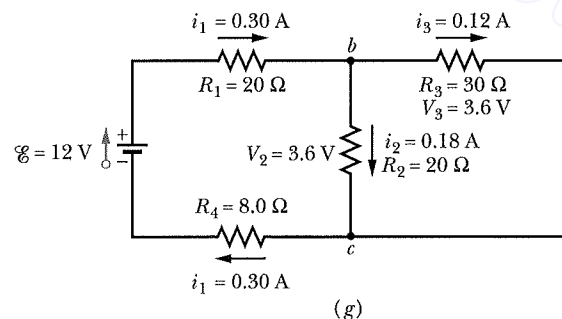 i₁ = 0.30 A
i₃ = 0.12 A
b
R₁ = 20 Ω
R₃ = 30 Ω
V₃ = 3.6 V
+
ℰ = 12 V
−
V₂ = 3.6 V
i₂ = 0.18 A
R₂ = 20 Ω
R₄ = 8.0 Ω
c
i₁ = 0.30 A
(g)